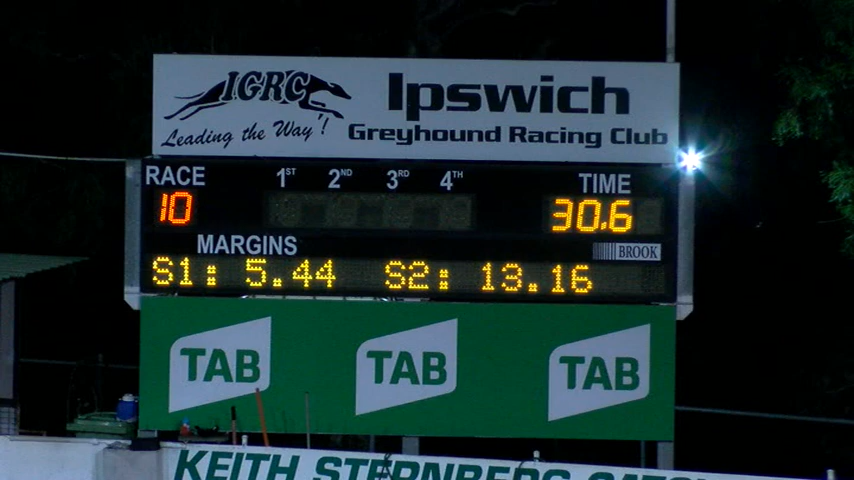 IGRC
Leading the Way'!
Ipswich
Greyhound Racing Club
RACE 1ST 2ND 3RD 4TH TIME
10 30.6
MARGINS BROOK
S1: 5.44 S2: 13.16
TAB TAB TAB
KEITH STERNBERG